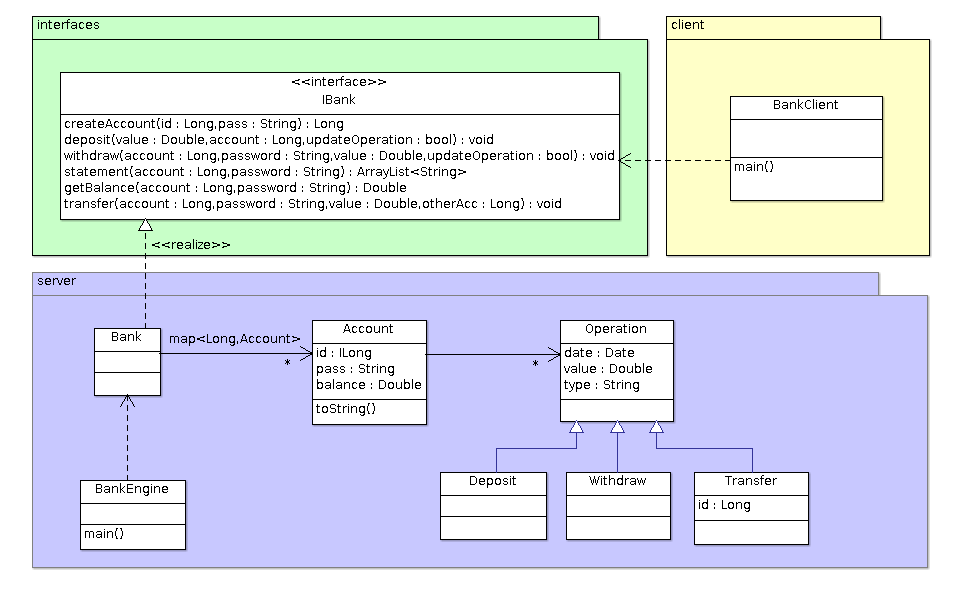 interfaces
<<interface>>
IBank
createAccount(id : Long,pass : String) : Long
deposit(value : Double,account : Long,updateOperation : bool) : void
withdraw(account : Long,password : String,value : Double,updateOperation : bool) : void
statement(account : Long,password : String) : ArrayList<String>
getBalance(account : Long,password : String) : Double
transfer(account : Long,password : String,value : Double,otherAcc : Long) : void
client
BankClient
main()
<<realize>>
server
Bank
map<Long,Account>
*
Account
id : ILong
pass : String
balance : Double
toString()
*
Operation
date : Date
value : Double
type : String
BankEngine
main()
Deposit
Withdraw
Transfer
id : Long